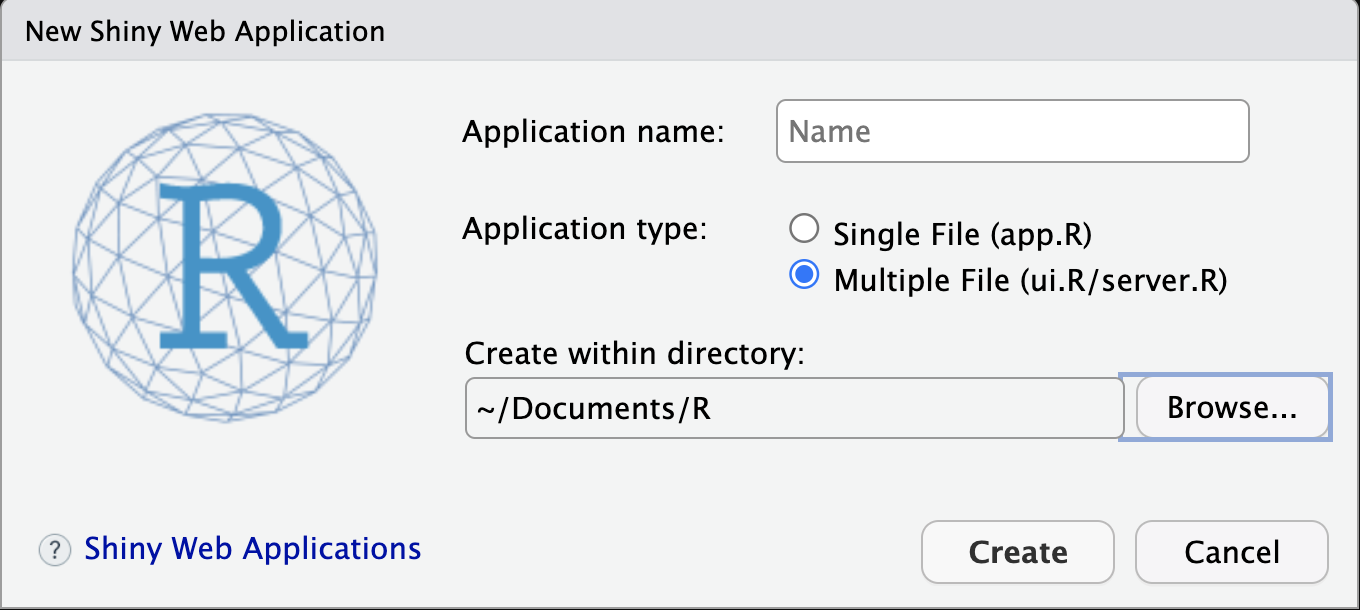 New Shiny Web Application
R
Application name: Name
Application type: Single File (app.R)
Multiple File (ui.R/server.R)
Create within directory:
~/Documents/R Browse...
? Shiny Web Applications Create Cancel